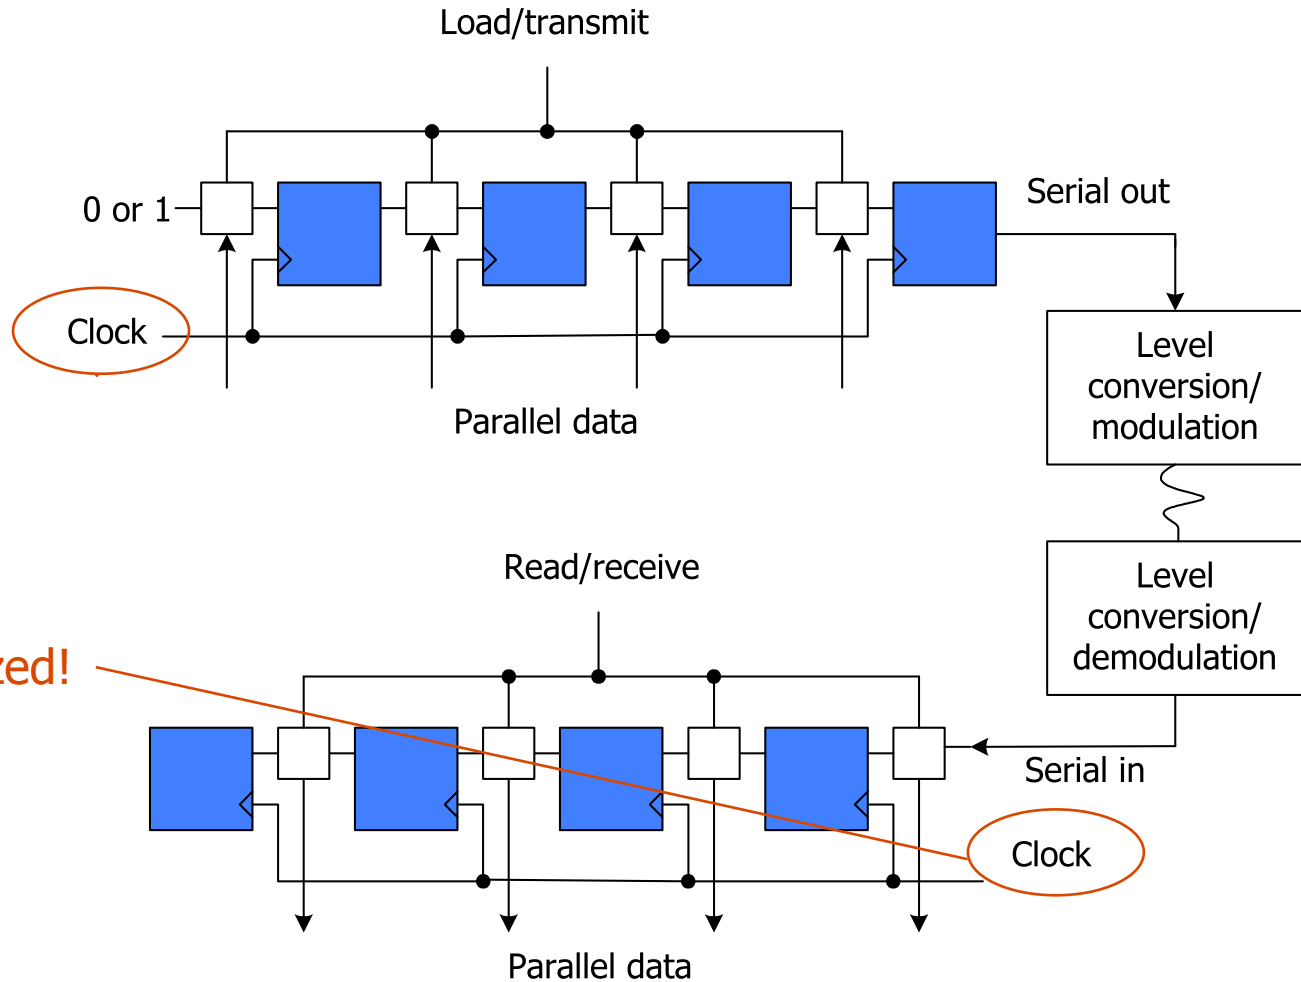 Load/transmit
0 or 1
Serial out
Clock
Level
conversion/
modulation
Parallel data
Read/receive
Level
conversion/
demodulation
zed!
Serial in
Clock
Parallel data